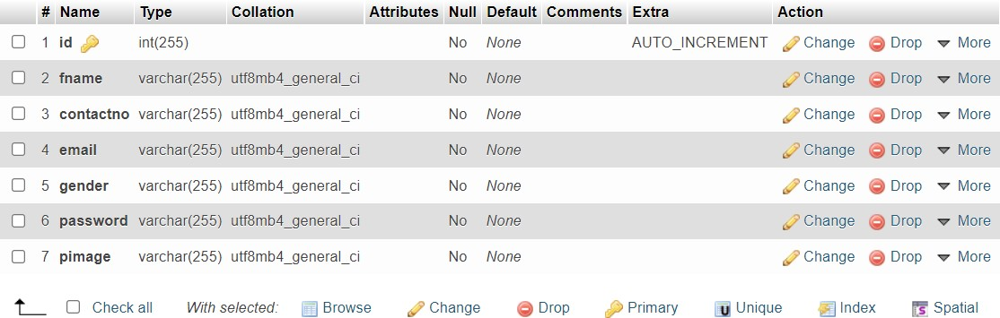 # Name Type Collation Attributes Null Default Comments Extra Action
1 id int(255) No None AUTO_INCREMENT Change Drop More
2 fname varchar(255) utf8mb4_general_ci No None Change Drop More
3 contactno varchar(255) utf8mb4_general_ci No None Change Drop More
4 email varchar(255) utf8mb4_general_ci No None Change Drop More
5 gender varchar(255) utf8mb4_general_ci No None Change Drop More
6 password varchar(255) utf8mb4_general_ci No None Change Drop More
7 pimage varchar(255) utf8mb4_general_ci No None Change Drop More
Check all With selected: Browse Change Drop Primary U Unique Index S Spatial